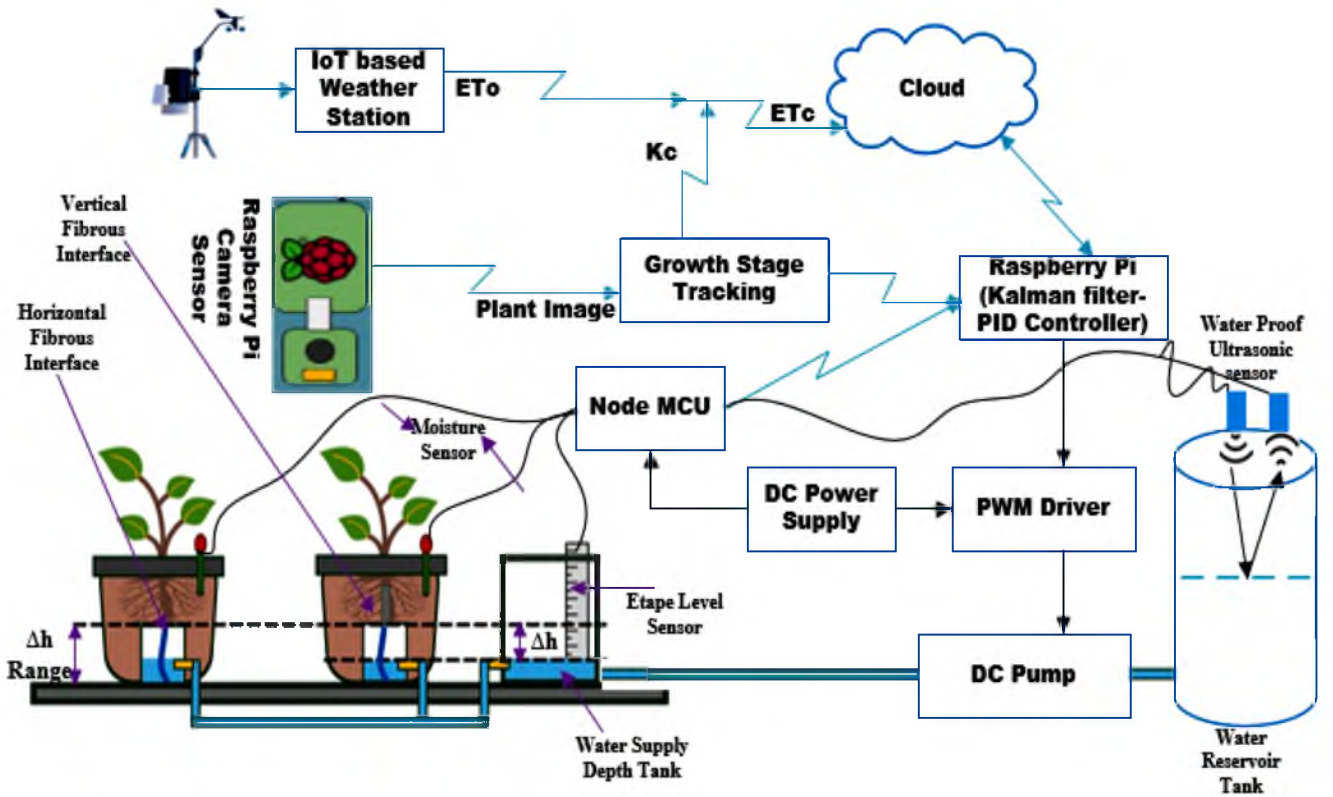 IoT based
Weather
Station
ETo
ETc
Cloud
Kc
Vertical
Fibrous
Interface
Raspberry Pi
Camera
Sensor
Growth Stage
Tracking
Plant Image
Raspberry Pi
(Kalman filter-
PID Controller)
Horizontal
Fibrous
Interface
Water Proof
Ultrasonic
sensor
Node MCU
Moisture
Sensor
DC Power
Supply
PWM Driver
Etape Level
Sensor
Δh
Range
Δh
DC Pump
Water Supply
Depth Tank
Water
Reservoir
Tank